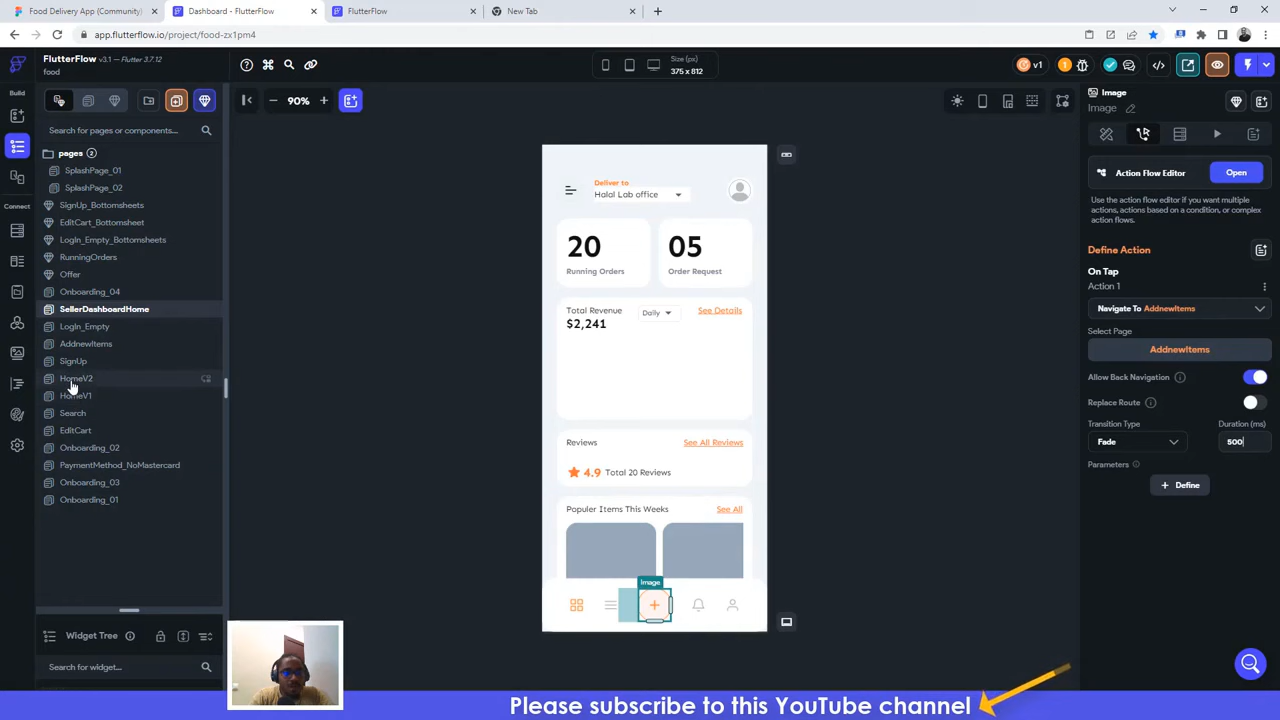 Food Delivery App (Community)
Dashboard - FlutterFlow
FlutterFlow
New Tab
app.flutterflow.io/project/food-zx1pm4
FlutterFlow v3.1 – Flutter 3.7.12
food
Size (px)
375 x 812
v1
1
Build
90%
Image
Image
Search for pages or components...
pages 2
SplashPage_01
SplashPage_02
SignUp_Bottomsheets
EditCart_Bottomsheet
LogIn_Empty_Bottomsheets
RunningOrders
Offer
Onboarding_04
SellerDashboardHome
LogIn_Empty
AddnewItems
SignUp
HomeV2
HomeV1
Search
EditCart
Onboarding_02
PaymentMethod_NoMastercard
Onboarding_03
Onboarding_01
Connect
Widget Tree
Search for widget...
Deliver to
Halal Lab office
20
Running Orders
05
Order Request
Total Revenue
$2,241
Daily
See Details
Reviews
See All Reviews
4.9 Total 20 Reviews
Populer Items This Weeks
See All
Image
Action Flow Editor
Open
Use the action flow editor if you want multiple actions, actions based on a condition, or complex action flows.
Define Action
On Tap
Action 1
Navigate To AddnewItems
Select Page
AddnewItems
Allow Back Navigation
Replace Route
Transition Type
Duration (ms)
Fade
500
Parameters
Define
Please subscribe to this YouTube channel